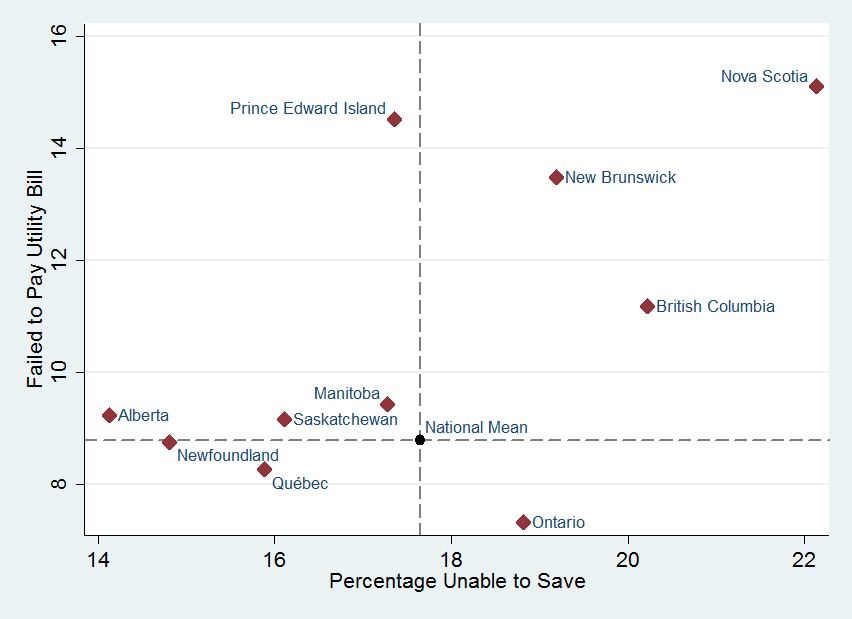 16
14
12
10
8
Failed to Pay Utility Bill
Nova Scotia
Prince Edward Island
New Brunswick
British Columbia
Manitoba
Alberta
Saskatchewan
National Mean
Newfoundland
Québec
Ontario
14
16
18
20
22
Percentage Unable to Save